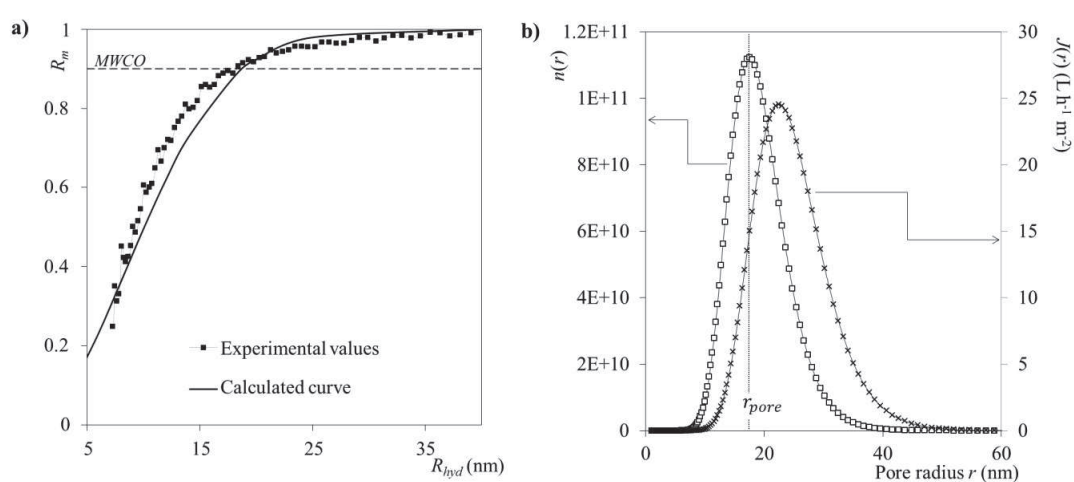 a)
R_m
1
0.8
0.6
0.4
0.2
0
MWCO
Experimental values
Calculated curve
5 15 25 35
R_hyd (nm)
b)
n(r)
1.2E+11
1E+11
8E+10
6E+10
4E+10
2E+10
0
r_pore
30
25
20
15
10
5
0
J(r) (L h⁻¹ m⁻²)
0 20 40 60
Pore radius r (nm)